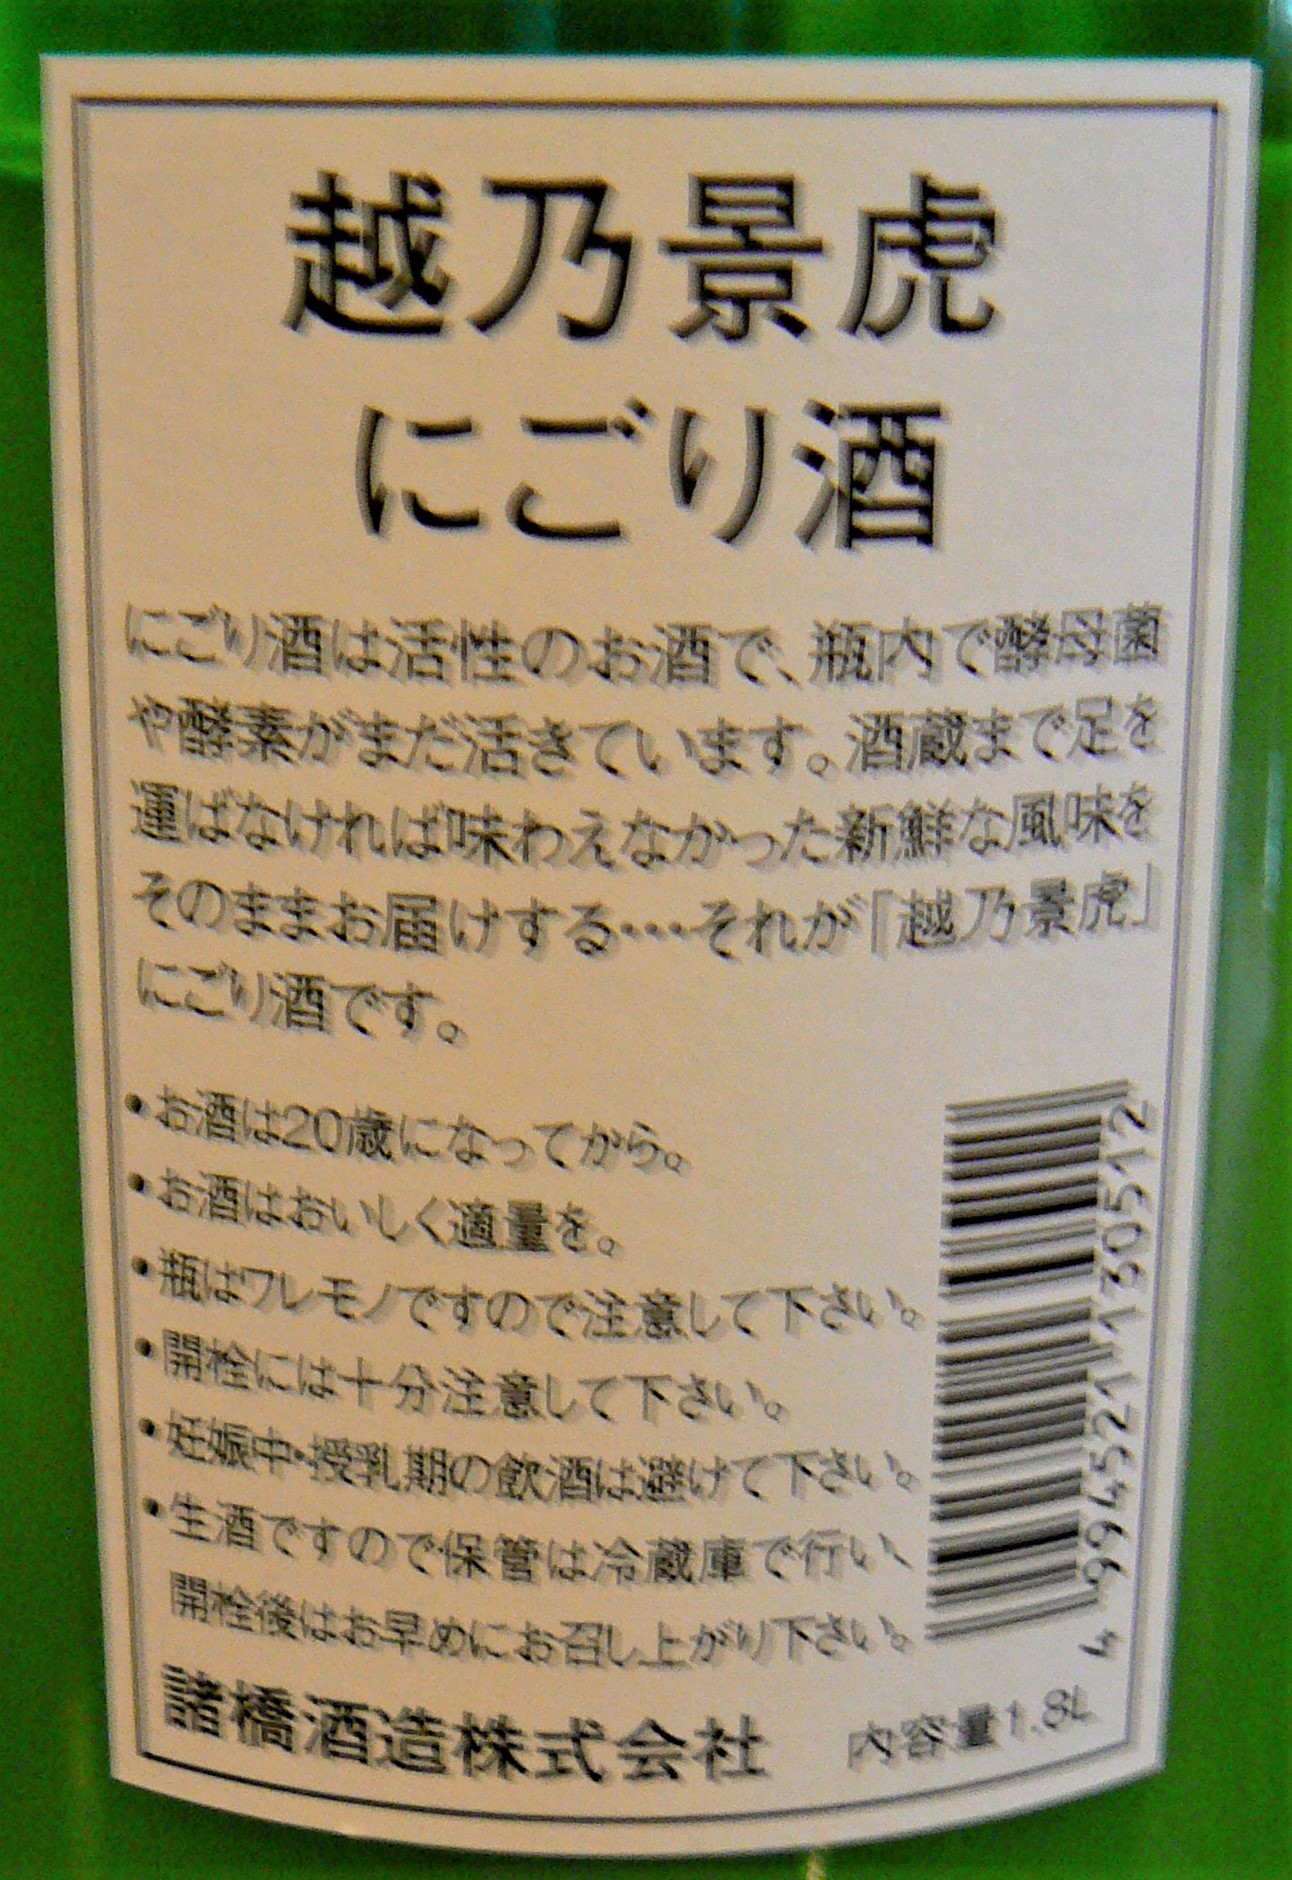 越乃景虎
にごり酒
にごり酒は活性のお酒で、瓶内で酵母菌
や酵素がまだ活きています。酒蔵まで足を
運ばなければ味わえなかった新鮮な風味を
そのままお届けする…それが「越乃景虎」
にごり酒です。
・お酒は20歳になってから。
・お酒はおいしく適量を。
・瓶はワレモノですので注意して下さい。
・開栓には十分注意して下さい。
・妊娠中・授乳期の飲酒は避けて下さい。
・生酒ですので保管は冷蔵庫で行い、
開栓後はお早めにお召し上がり下さい。
諸橋酒造株式会社
内容量1.8L